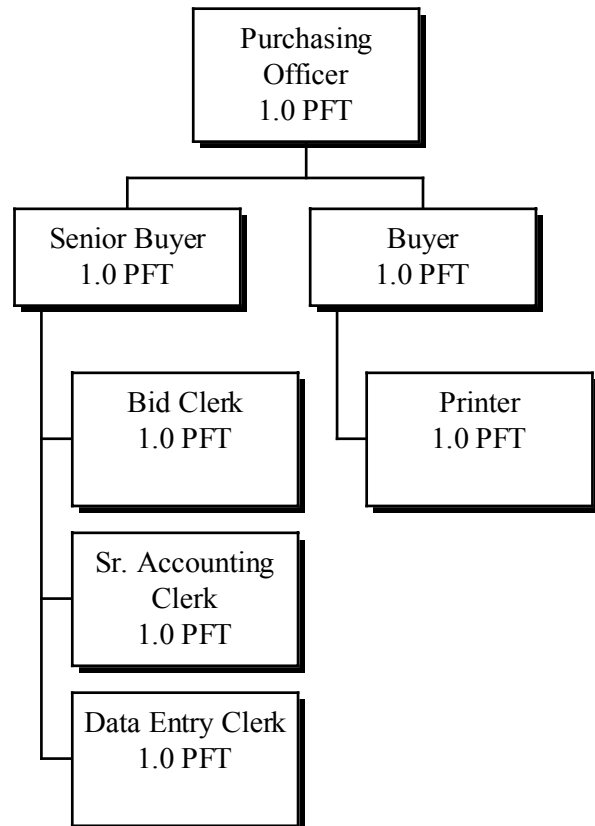 Purchasing
Officer
1.0 PFT
Senior Buyer
1.0 PFT
Buyer
1.0 PFT
Bid Clerk
1.0 PFT
Printer
1.0 PFT
Sr. Accounting
Clerk
1.0 PFT
Data Entry Clerk
1.0 PFT